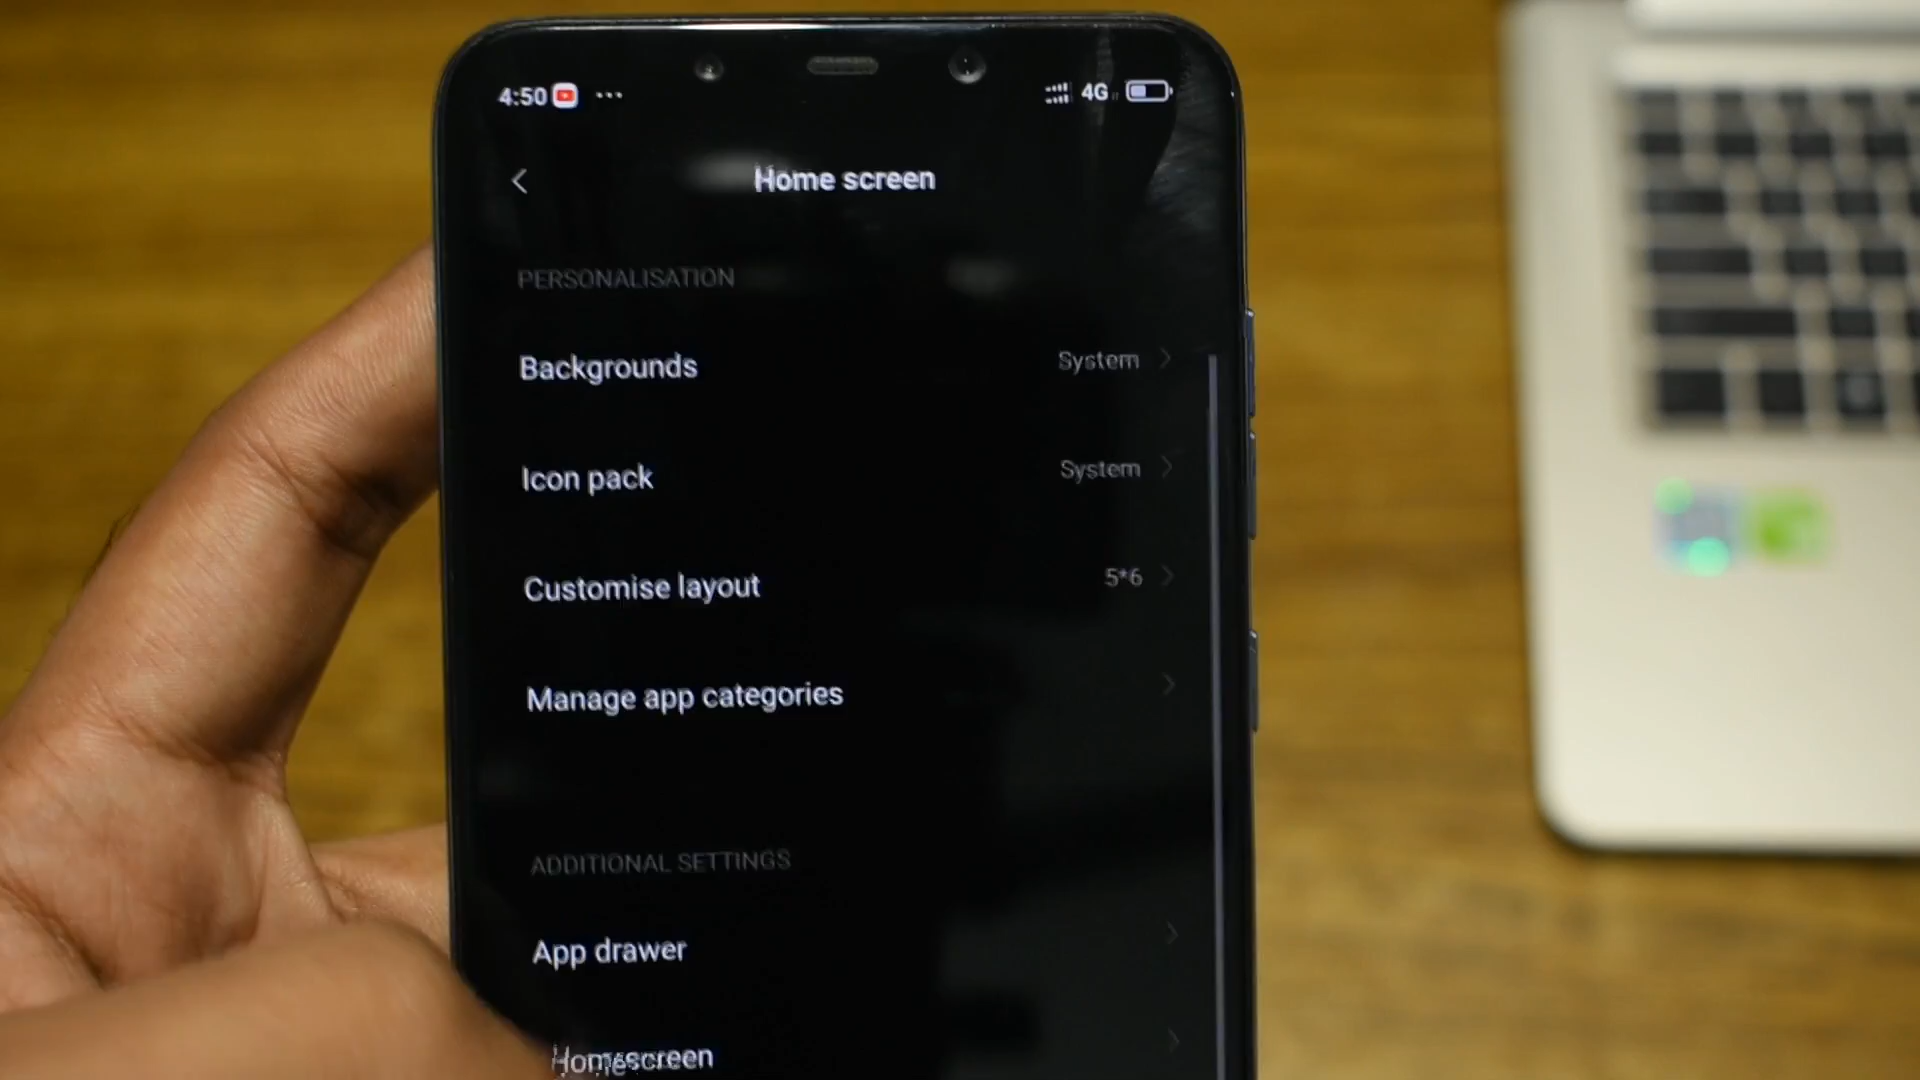 4:50 ... 4G
Home screen
PERSONALISATION
Backgrounds System
Icon pack System
Customise layout 5*6
Manage app categories
ADDITIONAL SETTINGS
App drawer
Homescreen